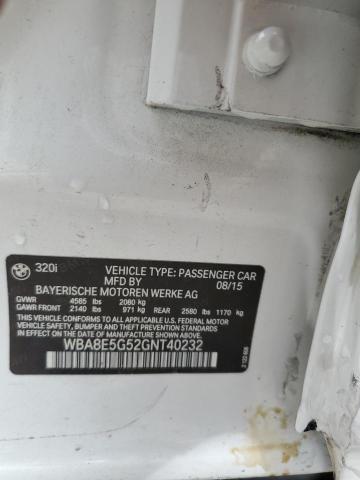 320i VEHICLE TYPE: PASSENGER CAR
MFD BY 08/15
BAYERISCHE MOTOREN WERKE AG
GVWR 4585 lbs 2080 kg
GAWR FRONT 2140 lbs 971 kg REAR 2580 lbs 1170 kg
THIS VEHICLE CONFORMS TO ALL APPLICABLE U.S. FEDERAL MOTOR
VEHICLE SAFETY, BUMPER, AND THEFT PREVENTION STANDARDS
IN EFFECT ON THE DATE OF MANUFACTURE SHOWN ABOVE.
WBA8E5G52GNT40232